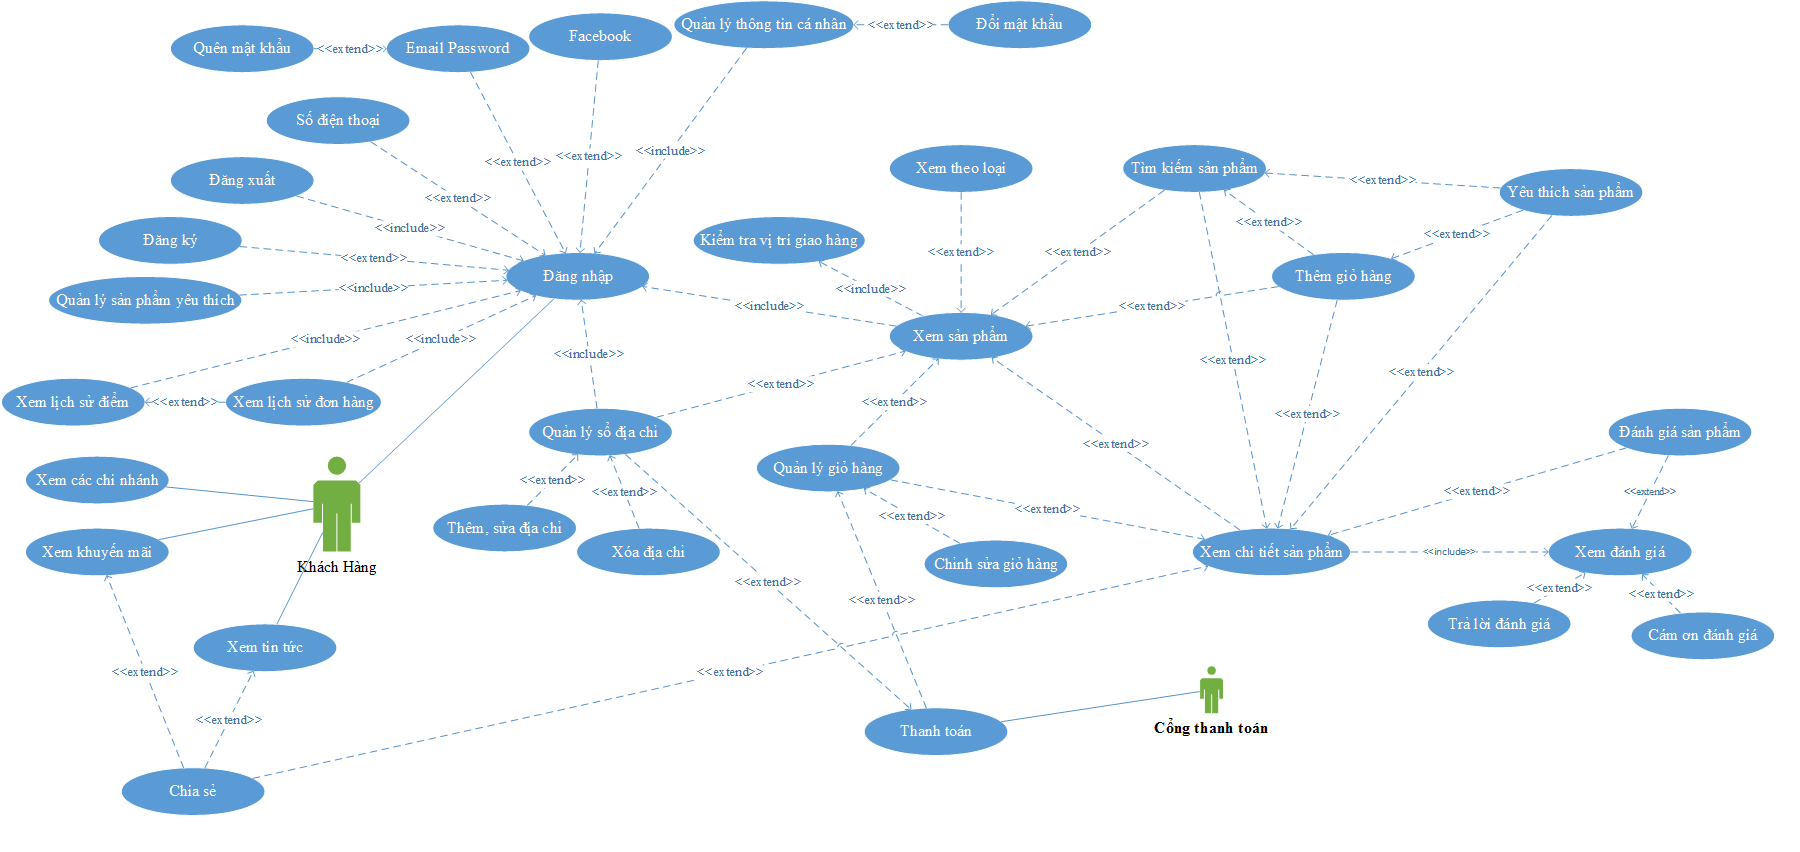 Quên mật khẩu
<<extend>>
Email Password
Facebook
Quản lý thông tin cá nhân
<<extend>>
Đổi mật khẩu
Số điện thoại
<<extend>>
<<extend>>
<<include>>
Xem theo loại
Tìm kiếm sản phẩm
<<extend>>
Yêu thích sản phẩm
Đăng xuất
<<extend>>
<<include>>
<<extend>>
<<extend>>
Đăng ký
<<extend>>
Kiểm tra vị trí giao hàng
<<extend>>
<<extend>>
Đăng nhập
Thêm giỏ hàng
Quản lý sản phẩm yêu thích
<<include>>
<<include>>
<<include>>
<<extend>>
<<include>>
<<include>>
Xem sản phẩm
<<include>>
<<extend>>
<<extend>>
<<extend>>
Xem lịch sử điểm
<<extend>>
Xem lịch sử đơn hàng
<<extend>>
<<extend>>
Quản lý sổ địa chỉ
<<extend>>
Đánh giá sản phẩm
Xem các chi nhánh
<<extend>>
Quản lý giỏ hàng
<<extend>>
<<extend>>
<<extend>>
<<extend>>
<<extend>>
Thêm, sửa địa chỉ
Xem khuyến mãi
Xóa địa chỉ
Chỉnh sửa giỏ hàng
Xem chi tiết sản phẩm
<<include>>
Xem đánh giá
Khách Hàng
<<extend>>
<<extend>>
<<extend>>
<<extend>>
Trả lời đánh giá
Cám ơn đánh giá
Xem tin tức
<<extend>>
<<extend>>
<<extend>>
Thanh toán
Cổng thanh toán
Chia sẻ